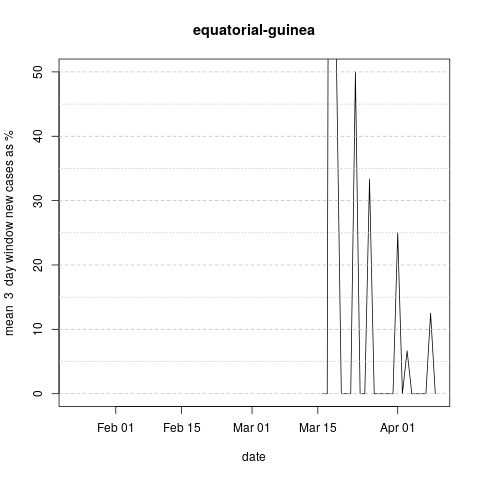 equatorial-guinea
mean 3 day window new cases as %
50
40
30
20
10
0
Feb 01 Feb 15 Mar 01 Mar 15 Apr 01
date